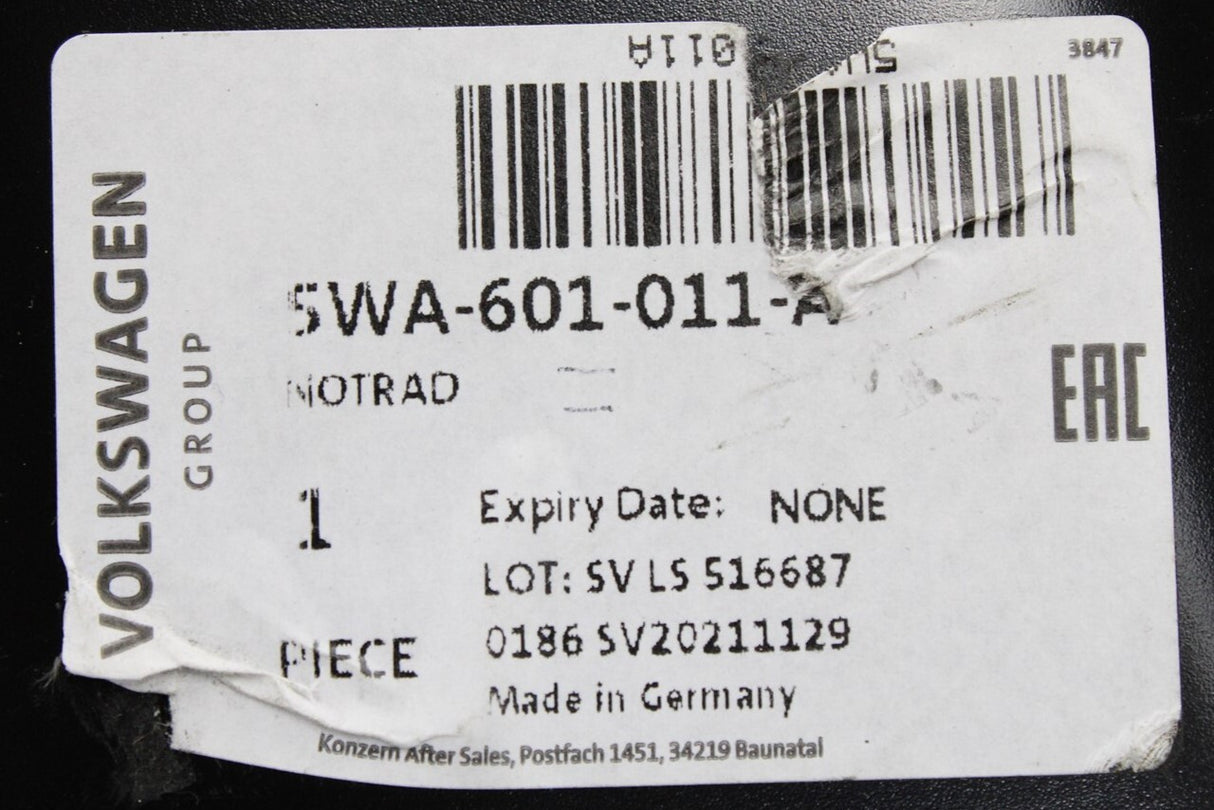 011A
3847
VOLKSWAGEN
GROUP
5WA-601-011-A
NOTRAD
EAC
1
Expiry Date: NONE
LOT: SV LS 516687
PIECE
0186 SV20211129
Made in Germany
Konzern After Sales, Postfach 1451, 34219 Baunatal